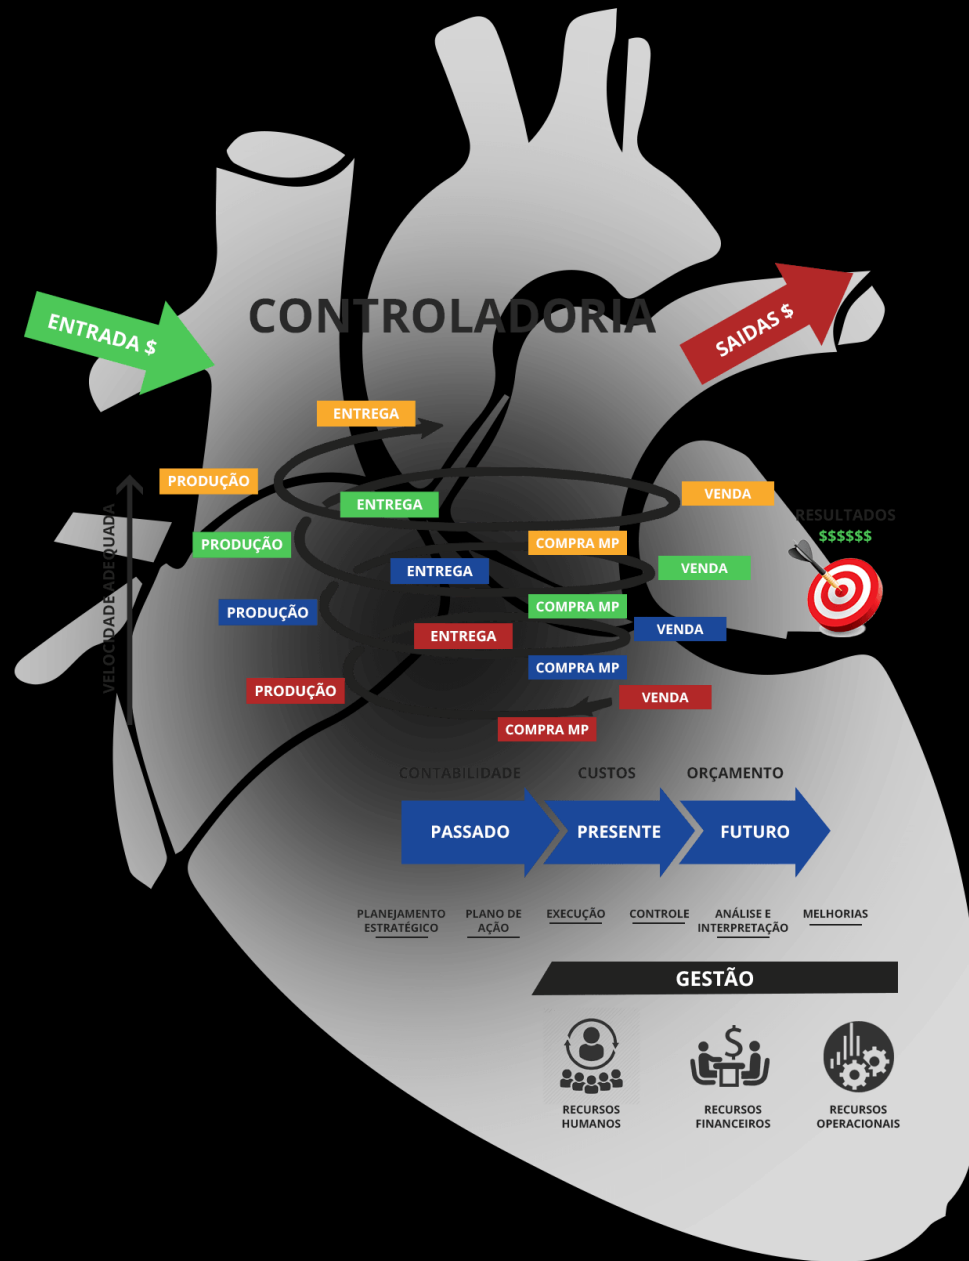 CONTROLADORIA
ENTRADA $
SAIDAS $
ENTREGA
PRODUÇÃO
VENDA
ENTREGA
RESULTADOS
$$$$$$
PRODUÇÃO
COMPRA MP
VENDA
ENTREGA
COMPRA MP
PRODUÇÃO
VENDA
ENTREGA
COMPRA MP
PRODUÇÃO
VENDA
COMPRA MP
VELOCIDADE ADEQUADA
CONTABILIDADE
CUSTOS
ORÇAMENTO
PASSADO
PRESENTE
FUTURO
PLANEJAMENTO
ESTRATÉGICO
PLANO DE
AÇÃO
EXECUÇÃO
CONTROLE
ANÁLISE E
INTERPRETAÇÃO
MELHORIAS
GESTÃO
RECURSOS
HUMANOS
RECURSOS
FINANCEIROS
RECURSOS
OPERACIONAIS